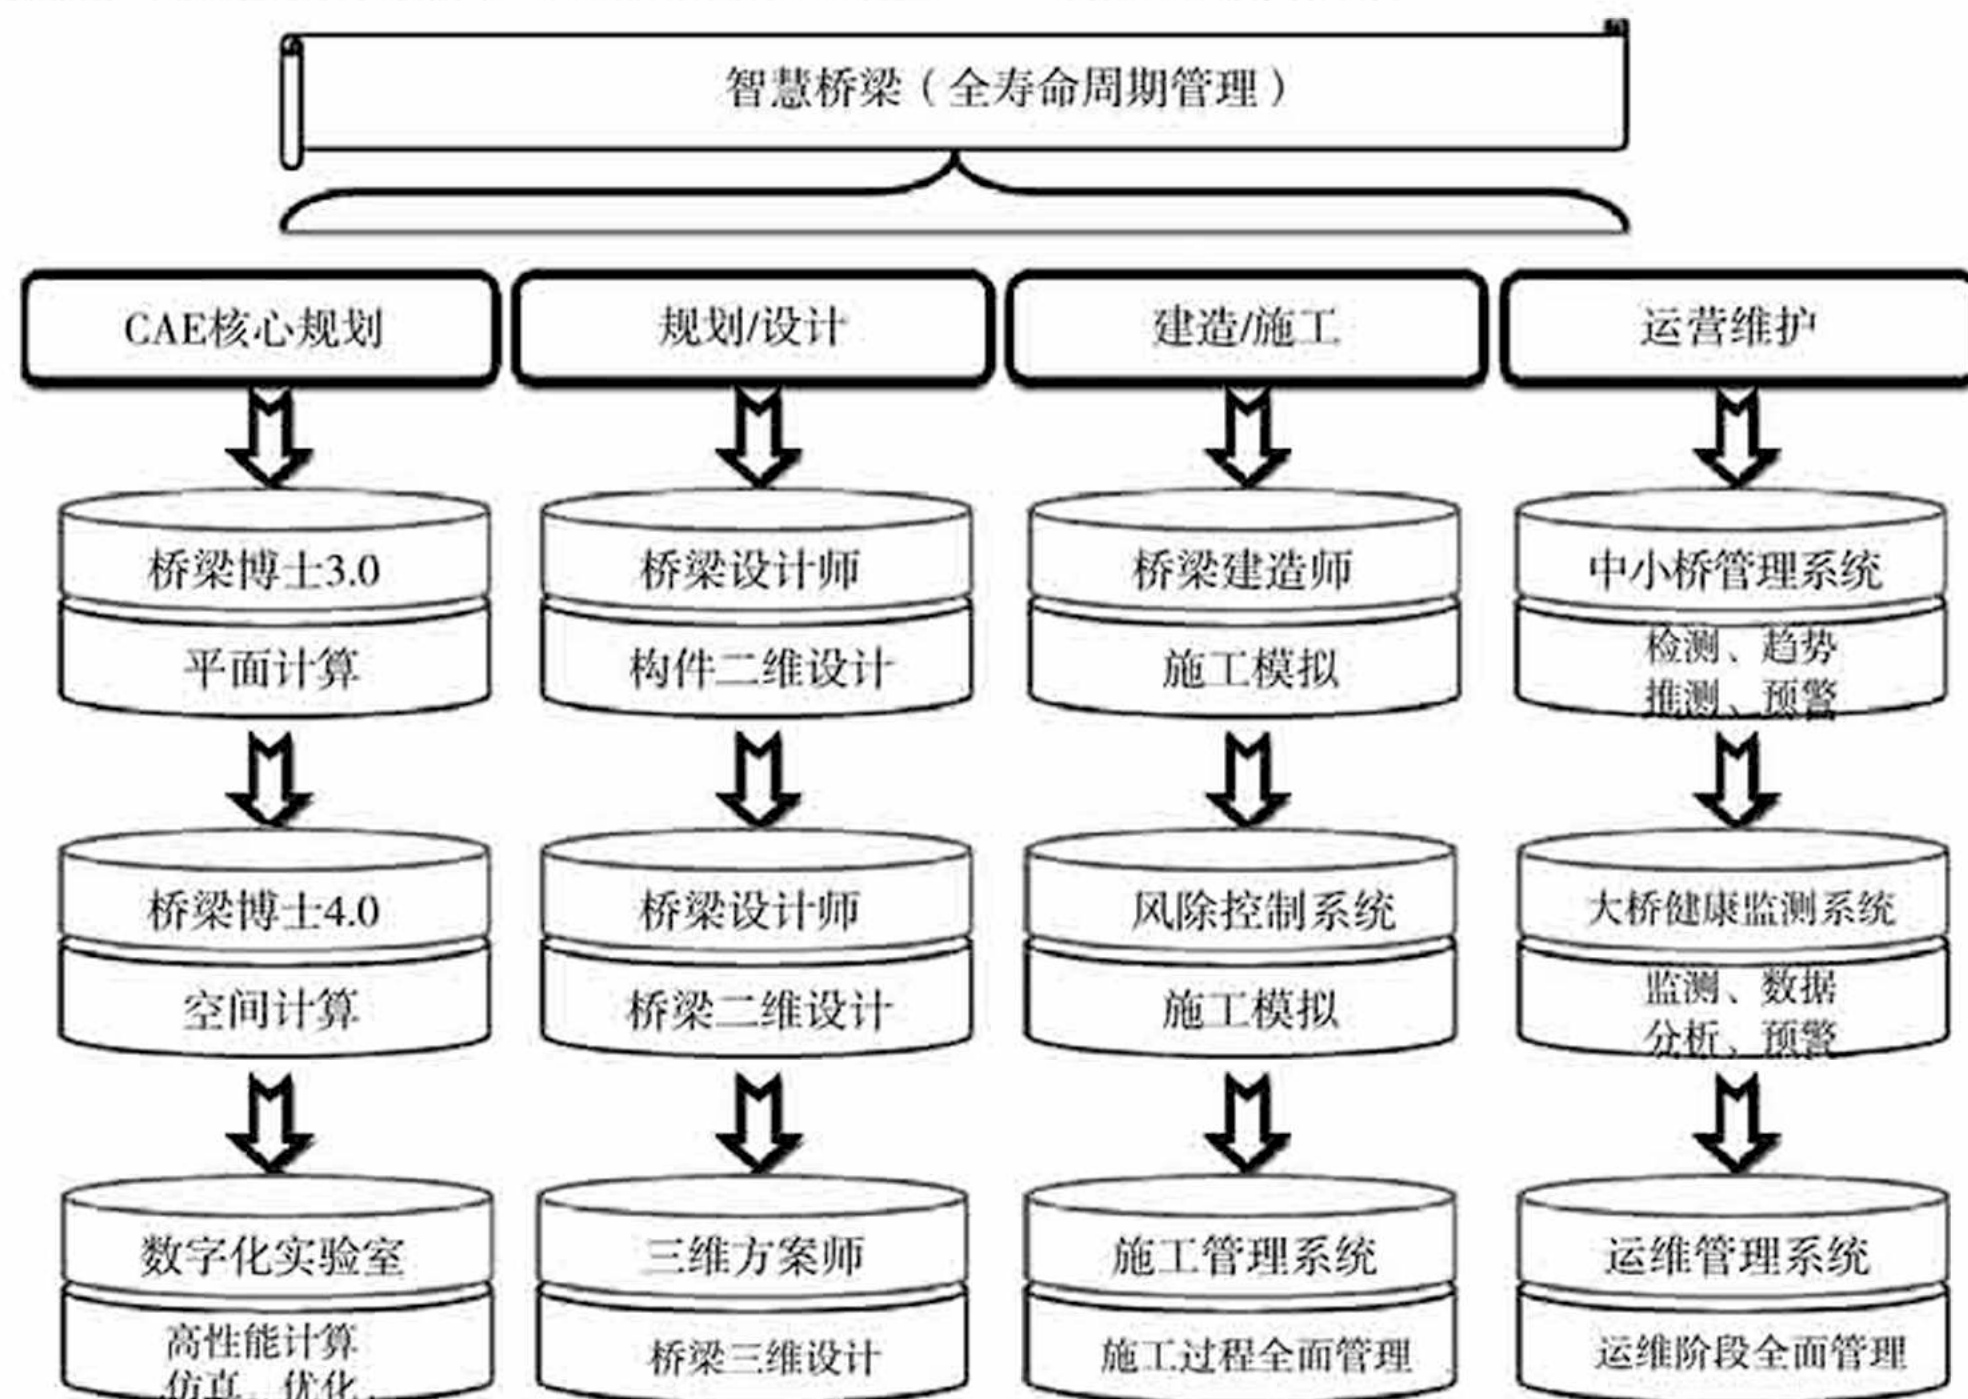 智慧桥梁（全寿命周期管理）
CAE核心规划
规划/设计
建造/施工
运营维护
桥梁博士3.0
桥梁设计师
桥梁建造师
中小桥管理系统
平面计算
构件二维设计
施工模拟
检测、趋势
推测、预警
桥梁博士4.0
桥梁设计师
风除控制系统
大桥健康监测系统
空间计算
桥梁二维设计
施工模拟
监测、数据
分析、预警
数字化实验室
三维方案师
施工管理系统
运维管理系统
高性能计算
仿真、优化
桥梁三维设计
施工过程全面管理
运维阶段全面管理